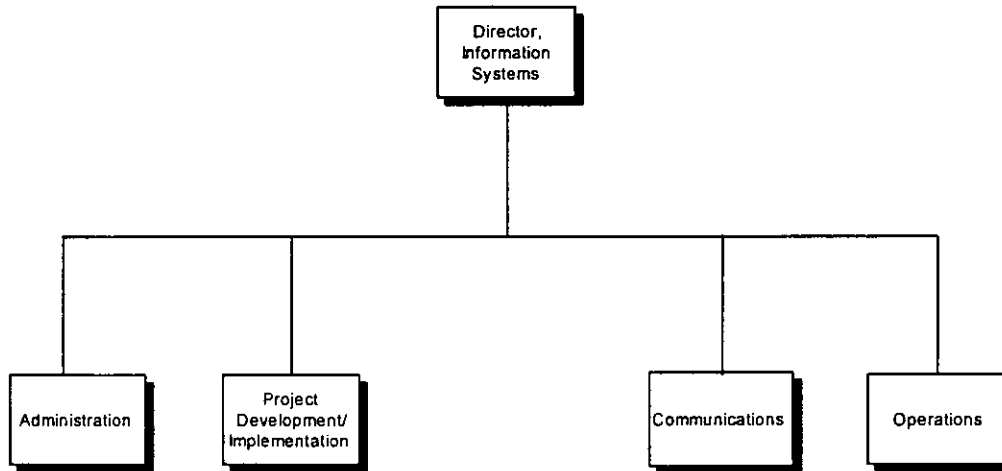 Director,
Information
Systems
Administration
Project
Development/
Implementation
Communications
Operations